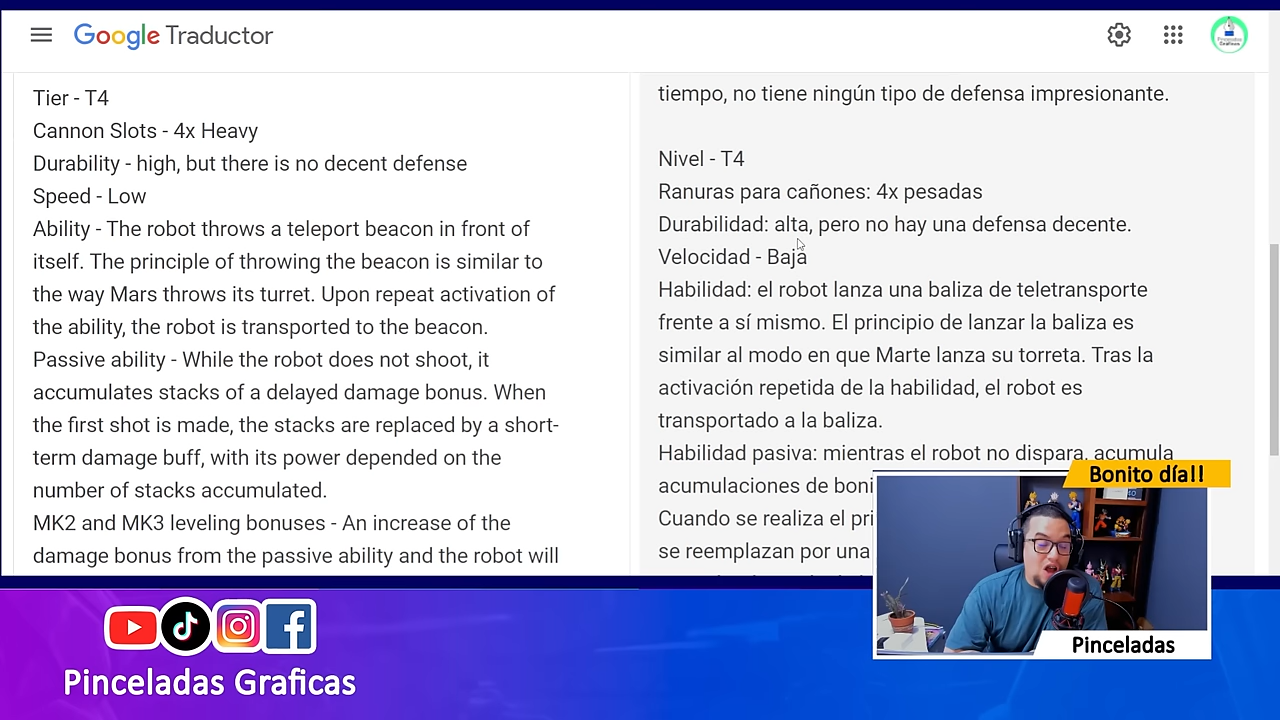 Google Traductor
Tier - T4
Cannon Slots - 4x Heavy
Durability - high, but there is no decent defense
Speed - Low
Ability - The robot throws a teleport beacon in front of
itself. The principle of throwing the beacon is similar to
the way Mars throws its turret. Upon repeat activation of
the ability, the robot is transported to the beacon.
Passive ability - While the robot does not shoot, it
accumulates stacks of a delayed damage bonus. When
the first shot is made, the stacks are replaced by a short-
term damage buff, with its power depended on the
number of stacks accumulated.
MK2 and MK3 leveling bonuses - An increase of the
damage bonus from the passive ability and the robot will
tiempo, no tiene ningún tipo de defensa impresionante.
Nivel - T4
Ranuras para cañones: 4x pesadas
Durabilidad: alta, pero no hay una defensa decente.
Velocidad - Baja
Habilidad: el robot lanza una baliza de teletransporte
frente a sí mismo. El principio de lanzar la baliza es
similar al modo en que Marte lanza su torreta. Tras la
activación repetida de la habilidad, el robot es
transportado a la baliza.
Habilidad pasiva: mientras el robot no dispara, acumula
acumulaciones de boni
Cuando se realiza el pri
se reemplazan por una
Bonito día!!
Pinceladas
Pinceladas Graficas